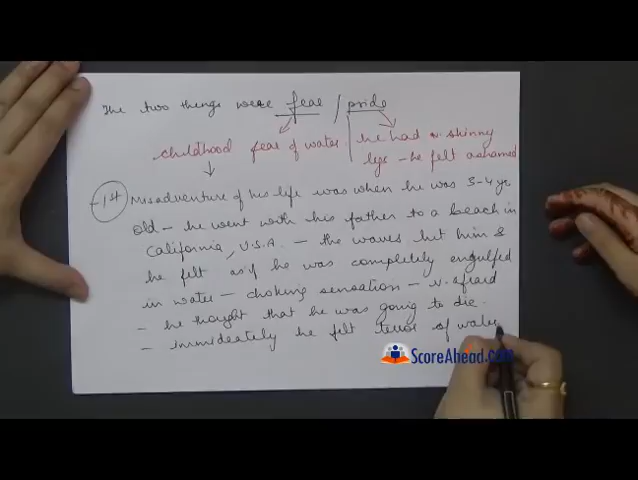 The two things were fear / pride
childhood fear of water. he had v. skinny
legs - he felt ashamed
- 1st Misadventure of his life was when he was 3-4 yr
old - he went with his father to a beach in
California, U.S.A. - the waves hit him &
he felt as if he was completely engulfed
in water - choking sensation - v. afraid
- he thought that he was going to die.
- immideately he felt terror of water
ScoreAhead.com